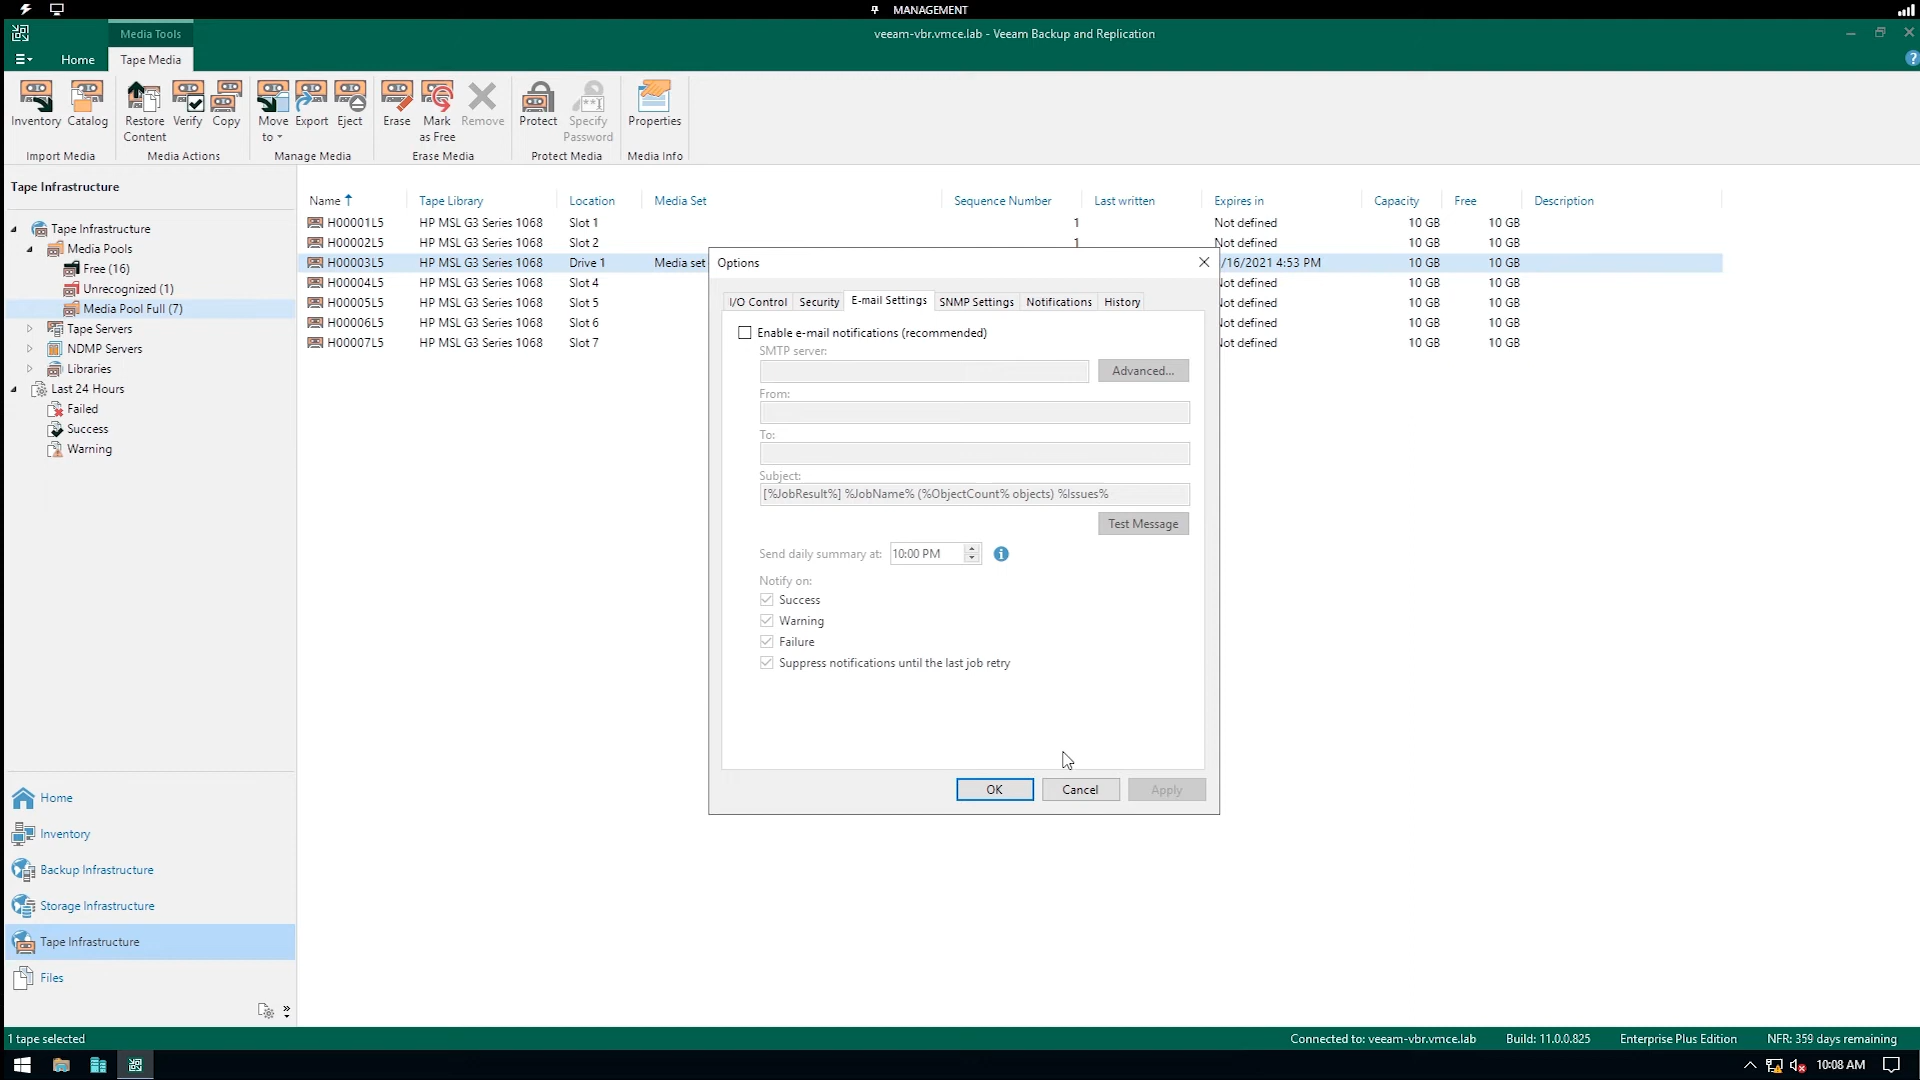 MANAGEMENT
Media Tools
veeam-vbr.vmce.lab - Veeam Backup and Replication
Home
Tape Media
Inventory
Catalog
Restore Content
Verify
Copy
Move to
Export
Eject
Erase
Mark as Free
Remove
Protect
Specify Password
Properties
Import Media
Media Actions
Manage Media
Erase Media
Protect Media
Media Info
Tape Infrastructure
Tape Infrastructure
Media Pools
Free (16)
Unrecognized (1)
Media Pool Full (7)
Tape Servers
NDMP Servers
Libraries
Last 24 Hours
Failed
Success
Warning
Name Tape Library Location Media Set Sequence Number Last written Expires in Capacity Free Description
H00001L5 HP MSL G3 Series 1068 Slot 1 1 Not defined 10 GB 10 GB
H00002L5 HP MSL G3 Series 1068 Slot 2 1 Not defined 10 GB 10 GB
H00003L5 HP MSL G3 Series 1068 Drive 1 Media set /16/2021 4:53 PM 10 GB 10 GB
H00004L5 HP MSL G3 Series 1068 Slot 4 Not defined 10 GB 10 GB
H00005L5 HP MSL G3 Series 1068 Slot 5 Not defined 10 GB 10 GB
H00006L5 HP MSL G3 Series 1068 Slot 6 Not defined 10 GB 10 GB
H00007L5 HP MSL G3 Series 1068 Slot 7 Not defined 10 GB 10 GB
Options
I/O Control Security E-mail Settings SNMP Settings Notifications History
Enable e-mail notifications (recommended)
SMTP server:
Advanced...
From:
To:
Subject:
[%JobResult%] %JobName% (%ObjectCount% objects) %Issues%
Test Message
Send daily summary at: 10:00 PM
Notify on:
Success
Warning
Failure
Suppress notifications until the last job retry
OK Cancel Apply
Home
Inventory
Backup Infrastructure
Storage Infrastructure
Tape Infrastructure
Files
1 tape selected
Connected to: veeam-vbr.vmce.lab Build: 11.0.0.825 Enterprise Plus Edition NFR: 359 days remaining
10:08 AM